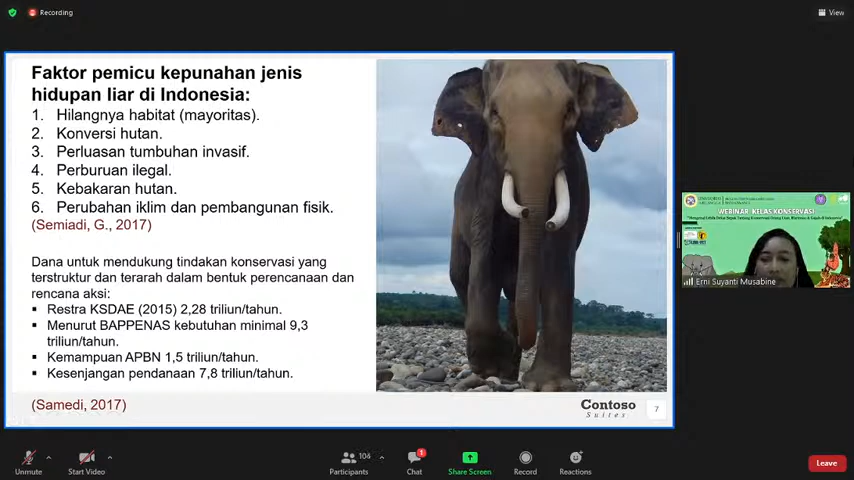 Recording
View
Faktor pemicu kepunahan jenis
hidupan liar di Indonesia:
1. Hilangnya habitat (mayoritas).
2. Konversi hutan.
3. Perluasan tumbuhan invasif.
4. Perburuan ilegal.
5. Kebakaran hutan.
6. Perubahan iklim dan pembangunan fisik.
(Semiadi, G., 2017)
Dana untuk mendukung tindakan konservasi yang
terstruktur dan terarah dalam bentuk perencanaan dan
rencana aksi:
▪ Restra KSDAE (2015) 2,28 triliun/tahun.
▪ Menurut BAPPENAS kebutuhan minimal 9,3
triliun/tahun.
▪ Kemampuan APBN 1,5 triliun/tahun.
▪ Kesenjangan pendanaan 7,8 triliun/tahun.
(Samedi, 2017)
Contoso
Suites
7
WEBINAR KELAS KONSERVASI
Erni Suyanti Musabine
Unmute
Start Video
Participants
106
Chat
1
Share Screen
Record
Reactions
Leave